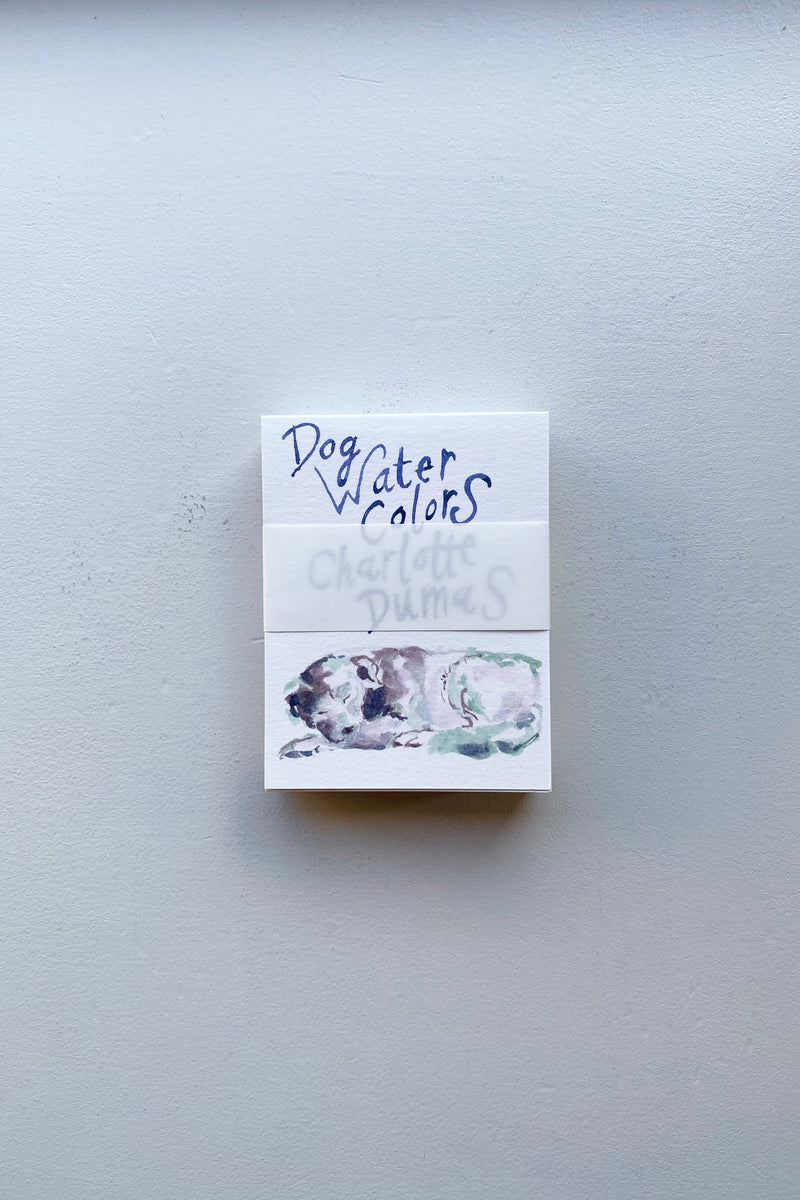 Dog
Water
Colors
Charlotte
Dumas